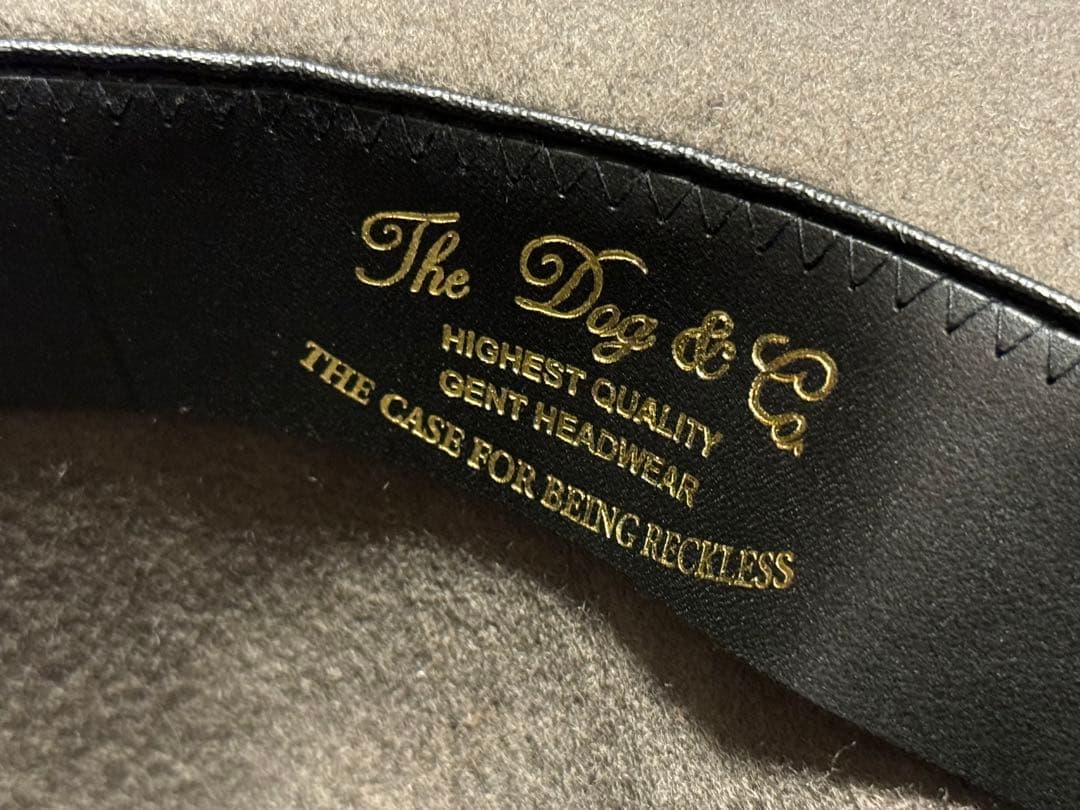 The Dog & Co.
HIGHEST QUALITY
GENT HEADWEAR
THE CASE FOR BEING RECKLESS